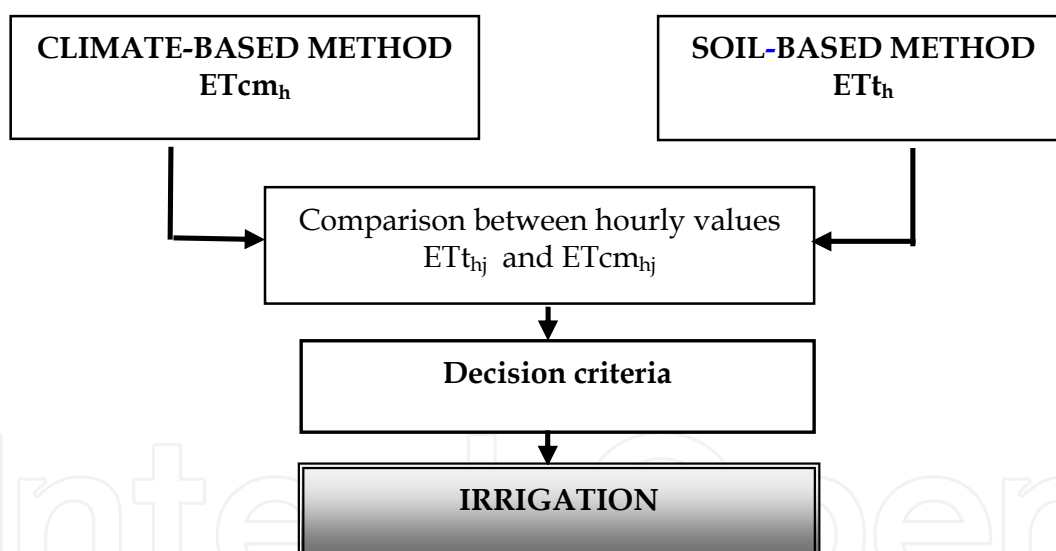 CLIMATE-BASED METHOD
ETcmₕ
SOIL-BASED METHOD
ETtₕ
Comparison between hourly values
ETtₕⱼ and ETcmₕⱼ
Decision criteria
IRRIGATION